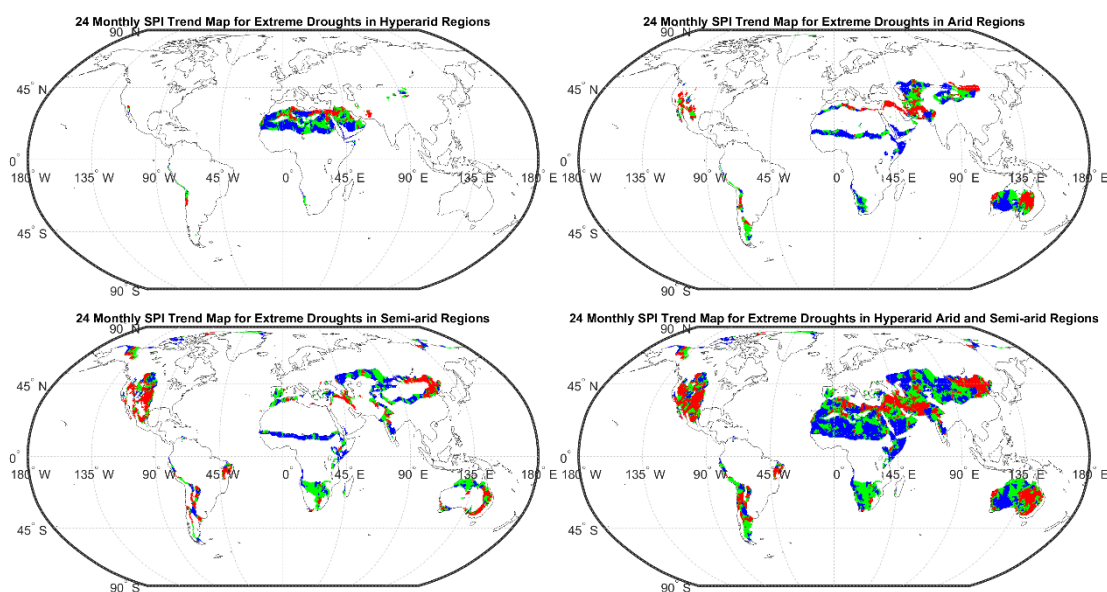 24 Monthly SPI Trend Map for Extreme Droughts in Hyperarid Regions
90° N
45° N
0°
180° W 135° W 90° W 45° W 0 45° E 90° E 135° E 180° E
45° S
90° S
24 Monthly SPI Trend Map for Extreme Droughts in Arid Regions
90° N
45° N
0°
180° W 135° W 90° W 45° W 0 45° E 90° E 135° E 180° E
45° S
90° S
24 Monthly SPI Trend Map for Extreme Droughts in Semi-arid Regions
90° N
45° N
0°
180° W 135° W 90° W 45° W 0 45° E 90° E 135° E 180° E
45° S
90° S
24 Monthly SPI Trend Map for Extreme Droughts in Hyperarid Arid and Semi-arid Regions
90° N
45° N
0°
180° W 135° W 90° W 45° W 0 45° E 90° E 135° E 180° E
45° S
90° S